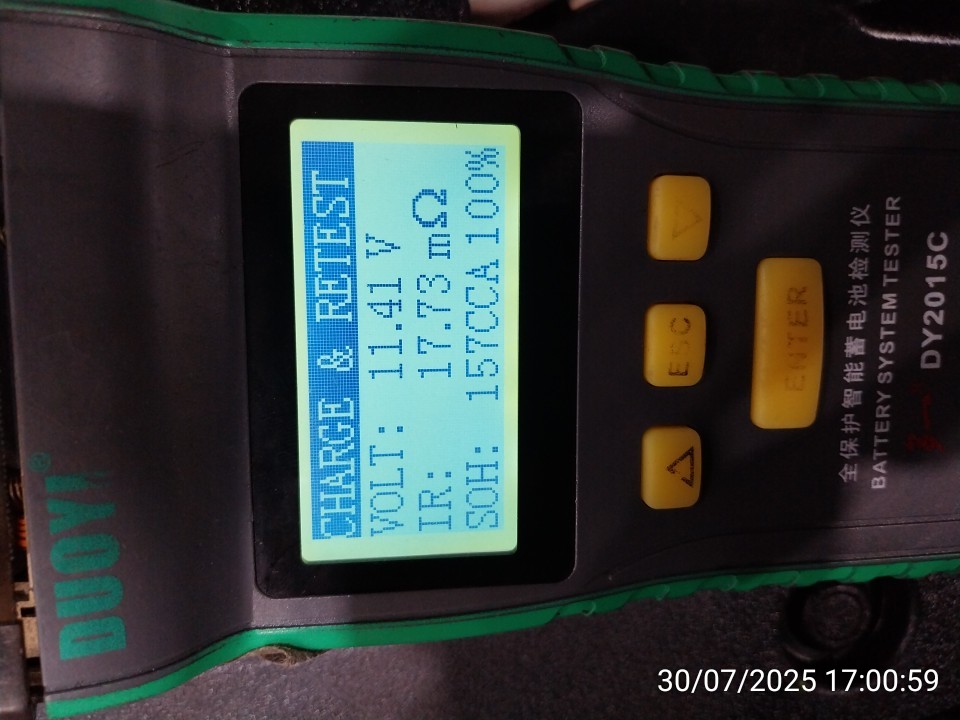 DUOYI®
CHARGE & RETEST
VOLT: 11.41 V
IR: 17.73 mΩ
SOH: 157CCA 100%
ESC
ENTER
全保护智能蓄电池检测仪
BATTERY SYSTEM TESTER
DY2015C
30/07/2025 17:00:59